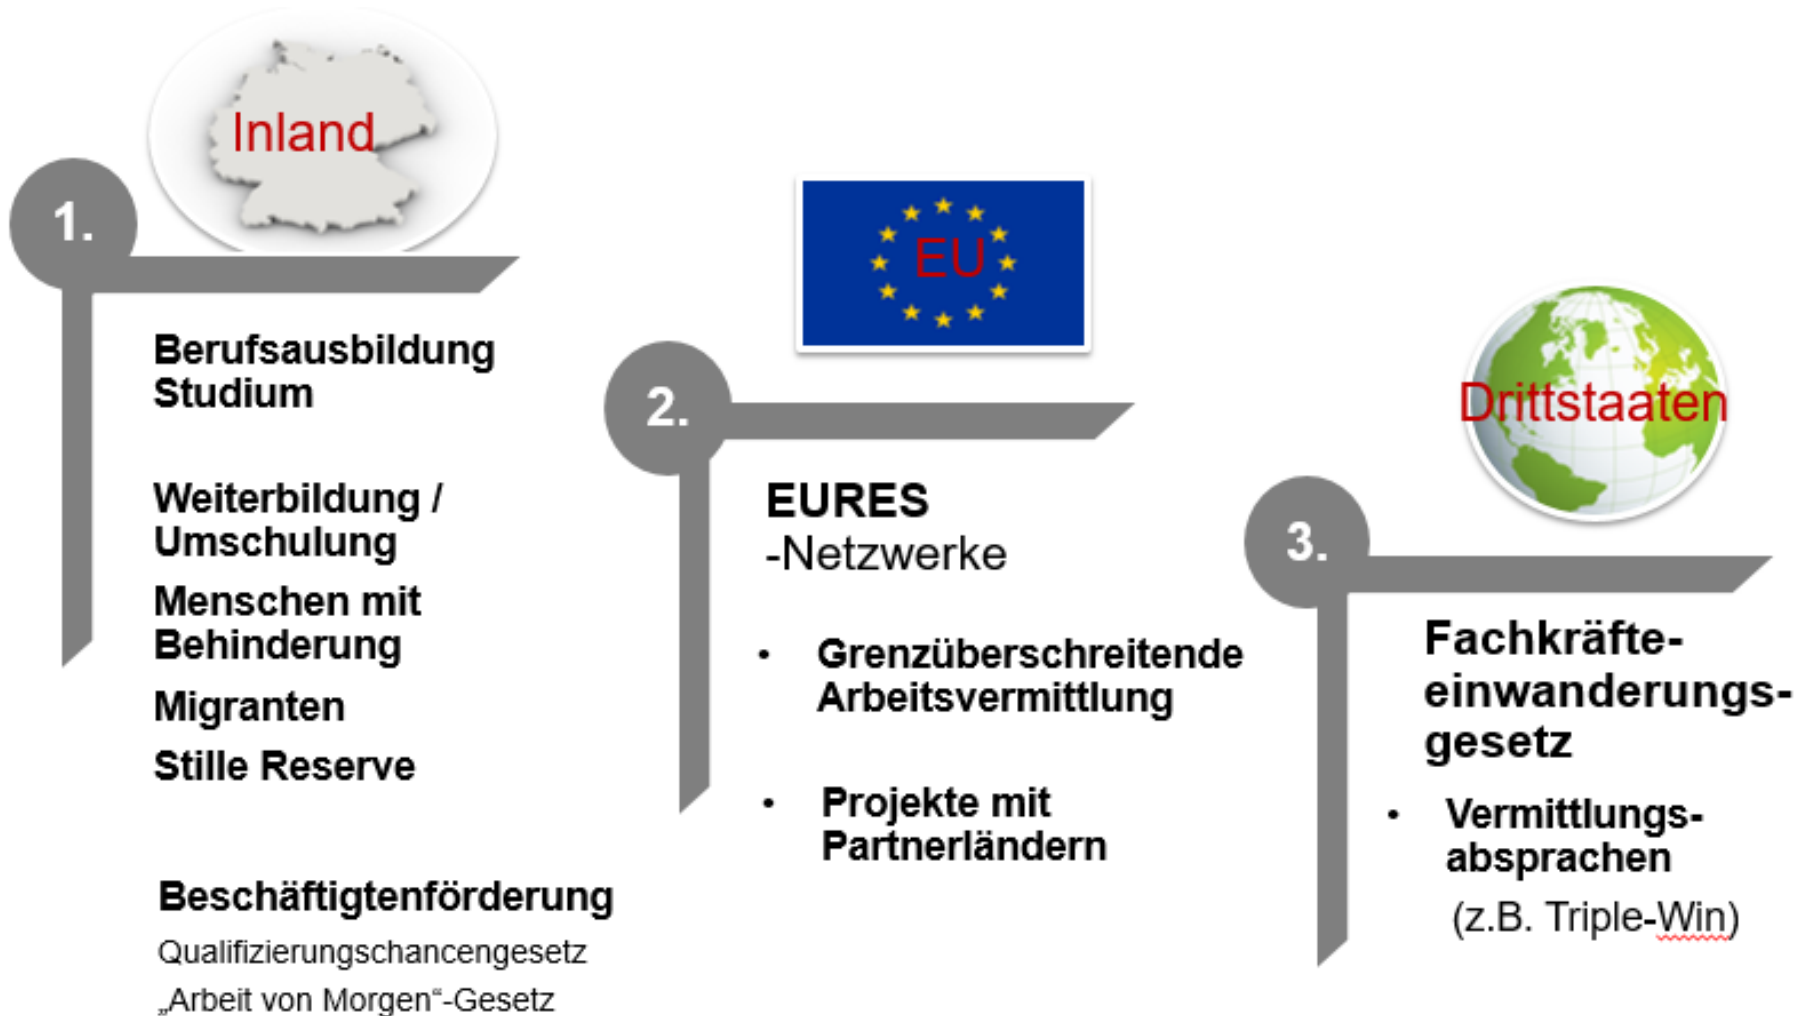 Inland
1.
Berufsausbildung
Studium
Weiterbildung /
Umschulung
Menschen mit
Behinderung
Migranten
Stille Reserve
Beschäftigtenförderung
Qualifizierungschancengesetz
„Arbeit von Morgen“-Gesetz
EU
2.
EURES
-Netzwerke
• Grenzüberschreitende
Arbeitsvermittlung
• Projekte mit
Partnerländern
Drittstaaten
3.
Fachkräfte-
einwanderungs-
gesetz
• Vermittlungs-
absprachen
(z.B. Triple-Win)